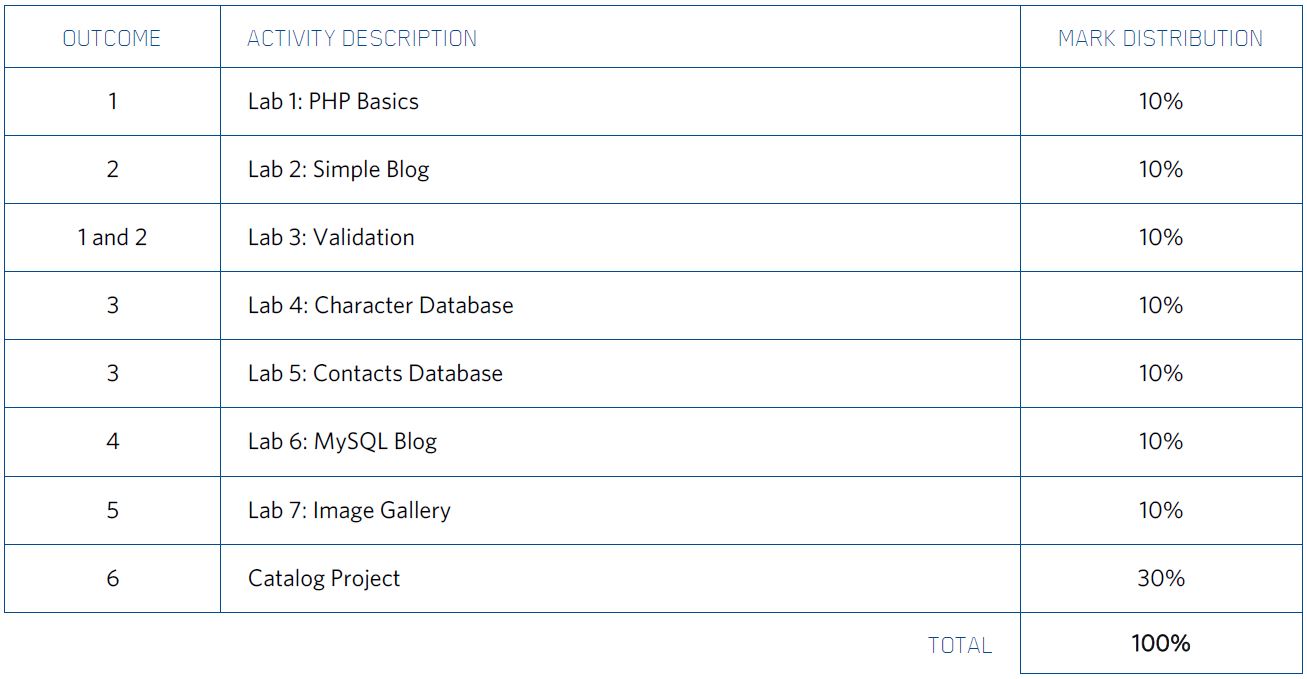 OUTCOME ACTIVITY DESCRIPTION MARK DISTRIBUTION
1 Lab 1: PHP Basics 10%
2 Lab 2: Simple Blog 10%
1 and 2 Lab 3: Validation 10%
3 Lab 4: Character Database 10%
3 Lab 5: Contacts Database 10%
4 Lab 6: MySQL Blog 10%
5 Lab 7: Image Gallery 10%
6 Catalog Project 30%
TOTAL 100%